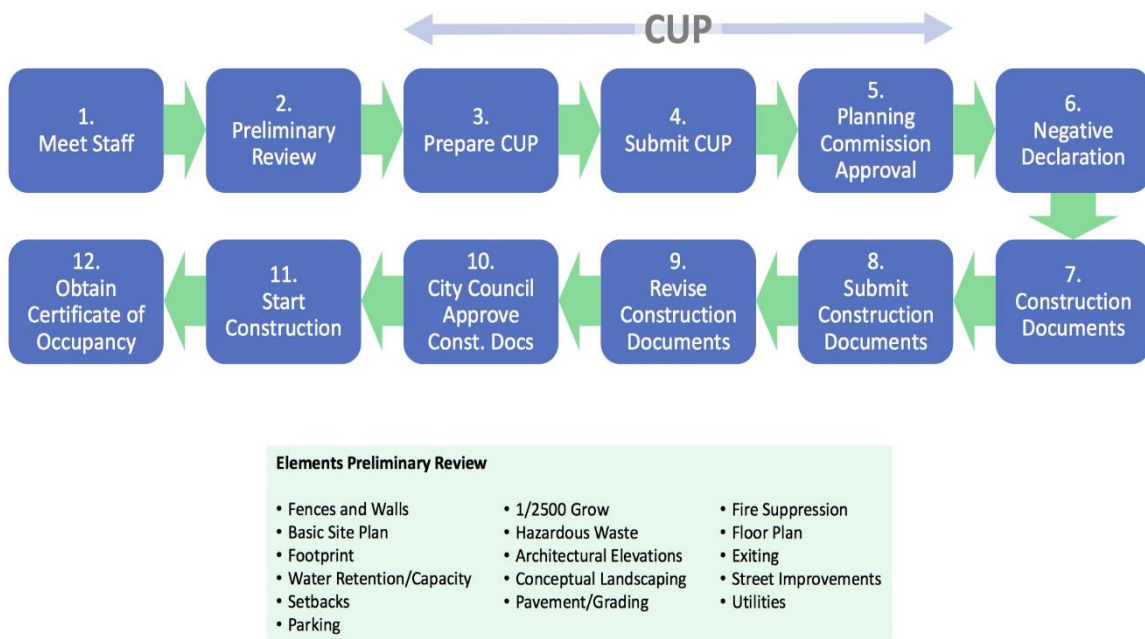 CUP
1.
Meet Staff
2.
Preliminary
Review
3.
Prepare CUP
4.
Submit CUP
5.
Planning
Commission
Approval
6.
Negative
Declaration
12.
Obtain
Certificate of
Occupancy
11.
Start
Construction
10.
City Council
Approve
Const. Docs
9.
Revise
Construction
Documents
8.
Submit
Construction
Documents
7.
Construction
Documents
Elements Preliminary Review
• Fences and Walls
• Basic Site Plan
• Footprint
• Water Retention/Capacity
• Setbacks
• Parking
• 1/2500 Grow
• Hazardous Waste
• Architectural Elevations
• Conceptual Landscaping
• Pavement/Grading
• Fire Suppression
• Floor Plan
• Exiting
• Street Improvements
• Utilities